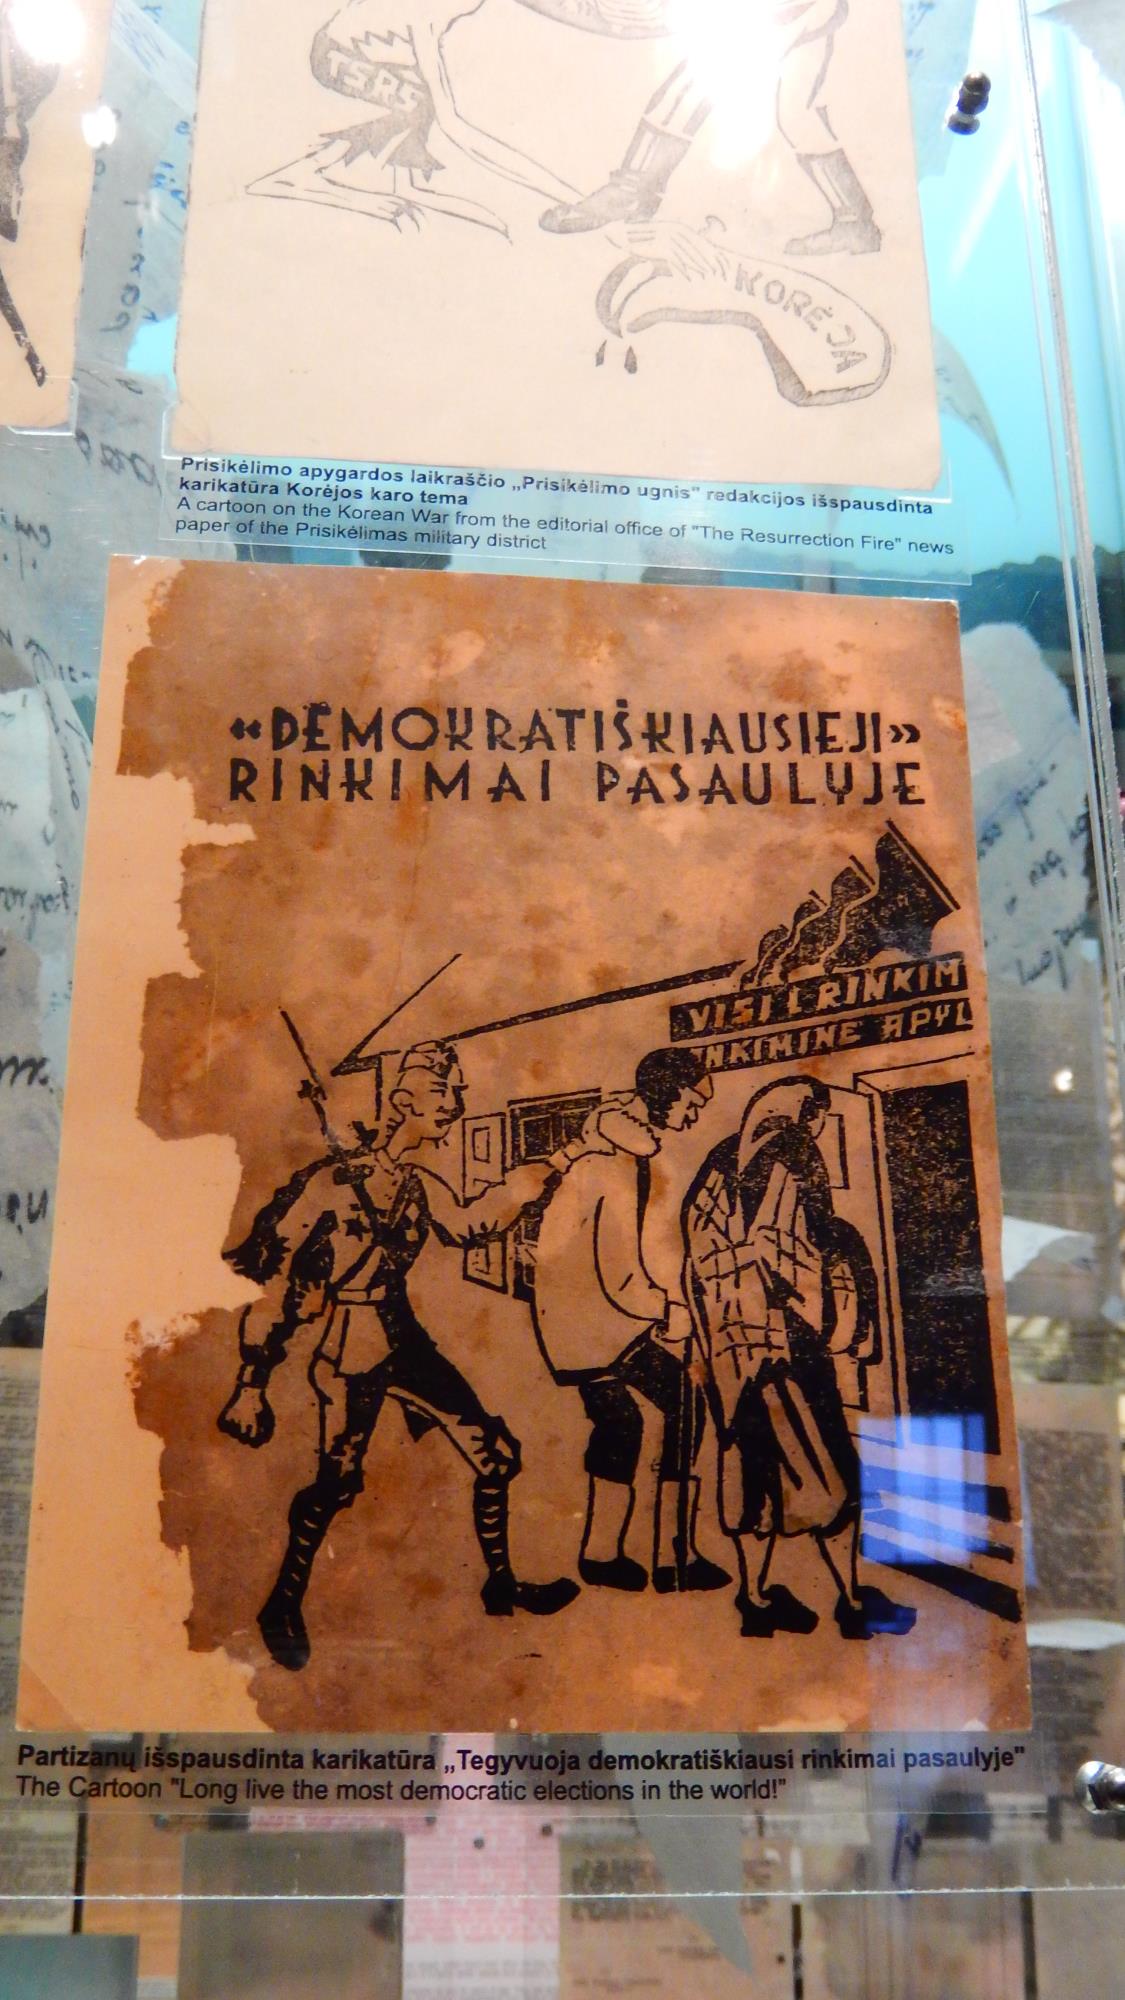 TSRS
KORĖJA
Prisikėlimo apygardos laikraščio „Prisikėlimo ugnis" redakcijos išspausdinta
karikatūra Korėjos karo tema
A cartoon on the Korean War from the editorial office of "The Resurrection Fire" news
paper of the Prisikėlimas military district
«DEMOKRATIŠKIAUSIEJI»
RINKIMAI PASAULYJE
VISI Į RINKIM
INKIMINĖ APYL
Partizanų išspausdinta karikatūra „Tegyvuoja demokratiškiausi rinkimai pasaulyje"
The Cartoon "Long live the most democratic elections in the world!"